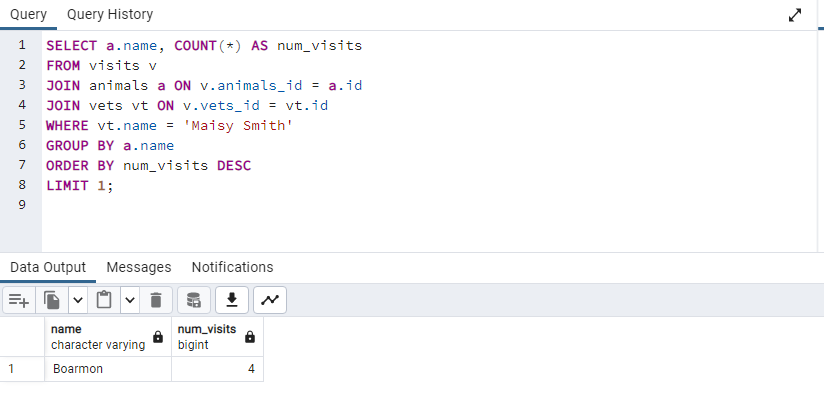 Query Query History
1 SELECT a.name, COUNT(*) AS num_visits
2 FROM visits v
3 JOIN animals a ON v.animals_id = a.id
4 JOIN vets vt ON v.vets_id = vt.id
5 WHERE vt.name = 'Maisy Smith'
6 GROUP BY a.name
7 ORDER BY num_visits DESC
8 LIMIT 1;
9
Data Output Messages Notifications
name num_visits
character varying bigint
1 Boarmon 4